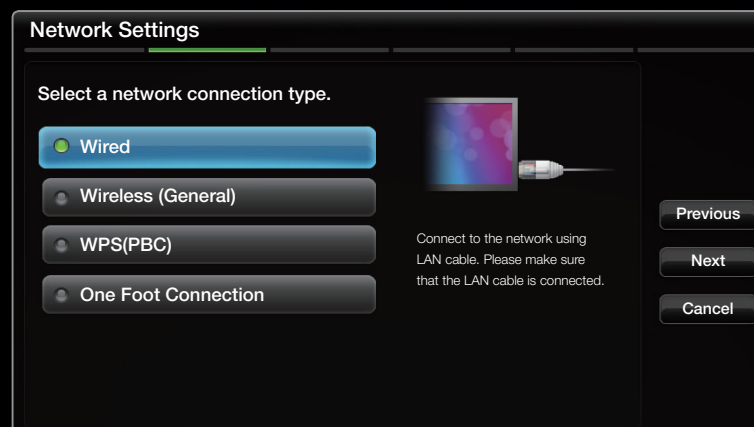 Network Settings
Select a network connection type.
Wired
Wireless (General)
WPS(PBC)
One Foot Connection
Connect to the network using
LAN cable. Please make sure
that the LAN cable is connected.
Previous
Next
Cancel